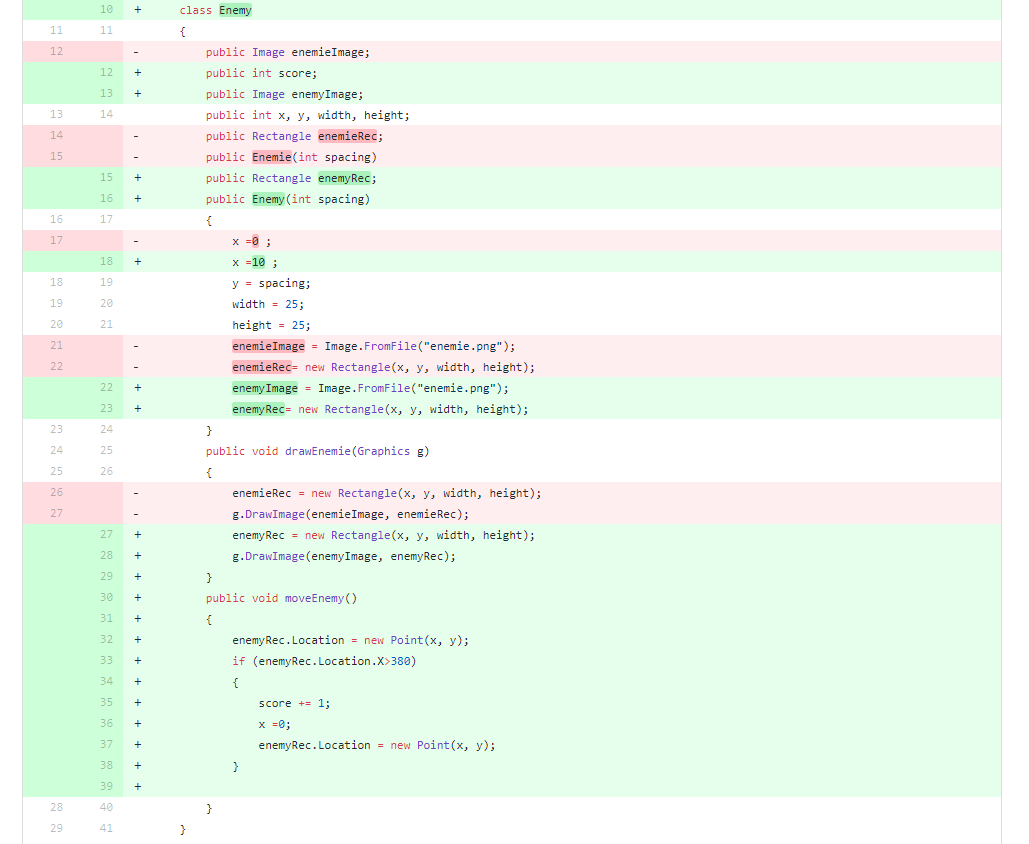 10 + class Enemy
11 11 {
12 - public Image enemieImage;
12 + public int score;
13 + public Image enemyImage;
13 14 public int x, y, width, height;
14 - public Rectangle enemieRec;
15 - public Enemie(int spacing)
15 + public Rectangle enemyRec;
16 + public Enemy(int spacing)
16 17 {
17 - x =0 ;
18 + x =10 ;
18 19 y = spacing;
19 20 width = 25;
20 21 height = 25;
21 - enemieImage = Image.FromFile("enemie.png");
22 - enemieRec= new Rectangle(x, y, width, height);
22 + enemyImage = Image.FromFile("enemie.png");
23 + enemyRec= new Rectangle(x, y, width, height);
23 24 }
24 25 public void drawEnemie(Graphics g)
25 26 {
26 - enemieRec = new Rectangle(x, y, width, height);
27 - g.DrawImage(enemieImage, enemieRec);
27 + enemyRec = new Rectangle(x, y, width, height);
28 + g.DrawImage(enemyImage, enemyRec);
29 + }
30 + public void moveEnemy()
31 + {
32 + enemyRec.Location = new Point(x, y);
33 + if (enemyRec.Location.X>380)
34 + {
35 + score += 1;
36 + x =0;
37 + enemyRec.Location = new Point(x, y);
38 + }
39 +
28 40 }
29 41 }